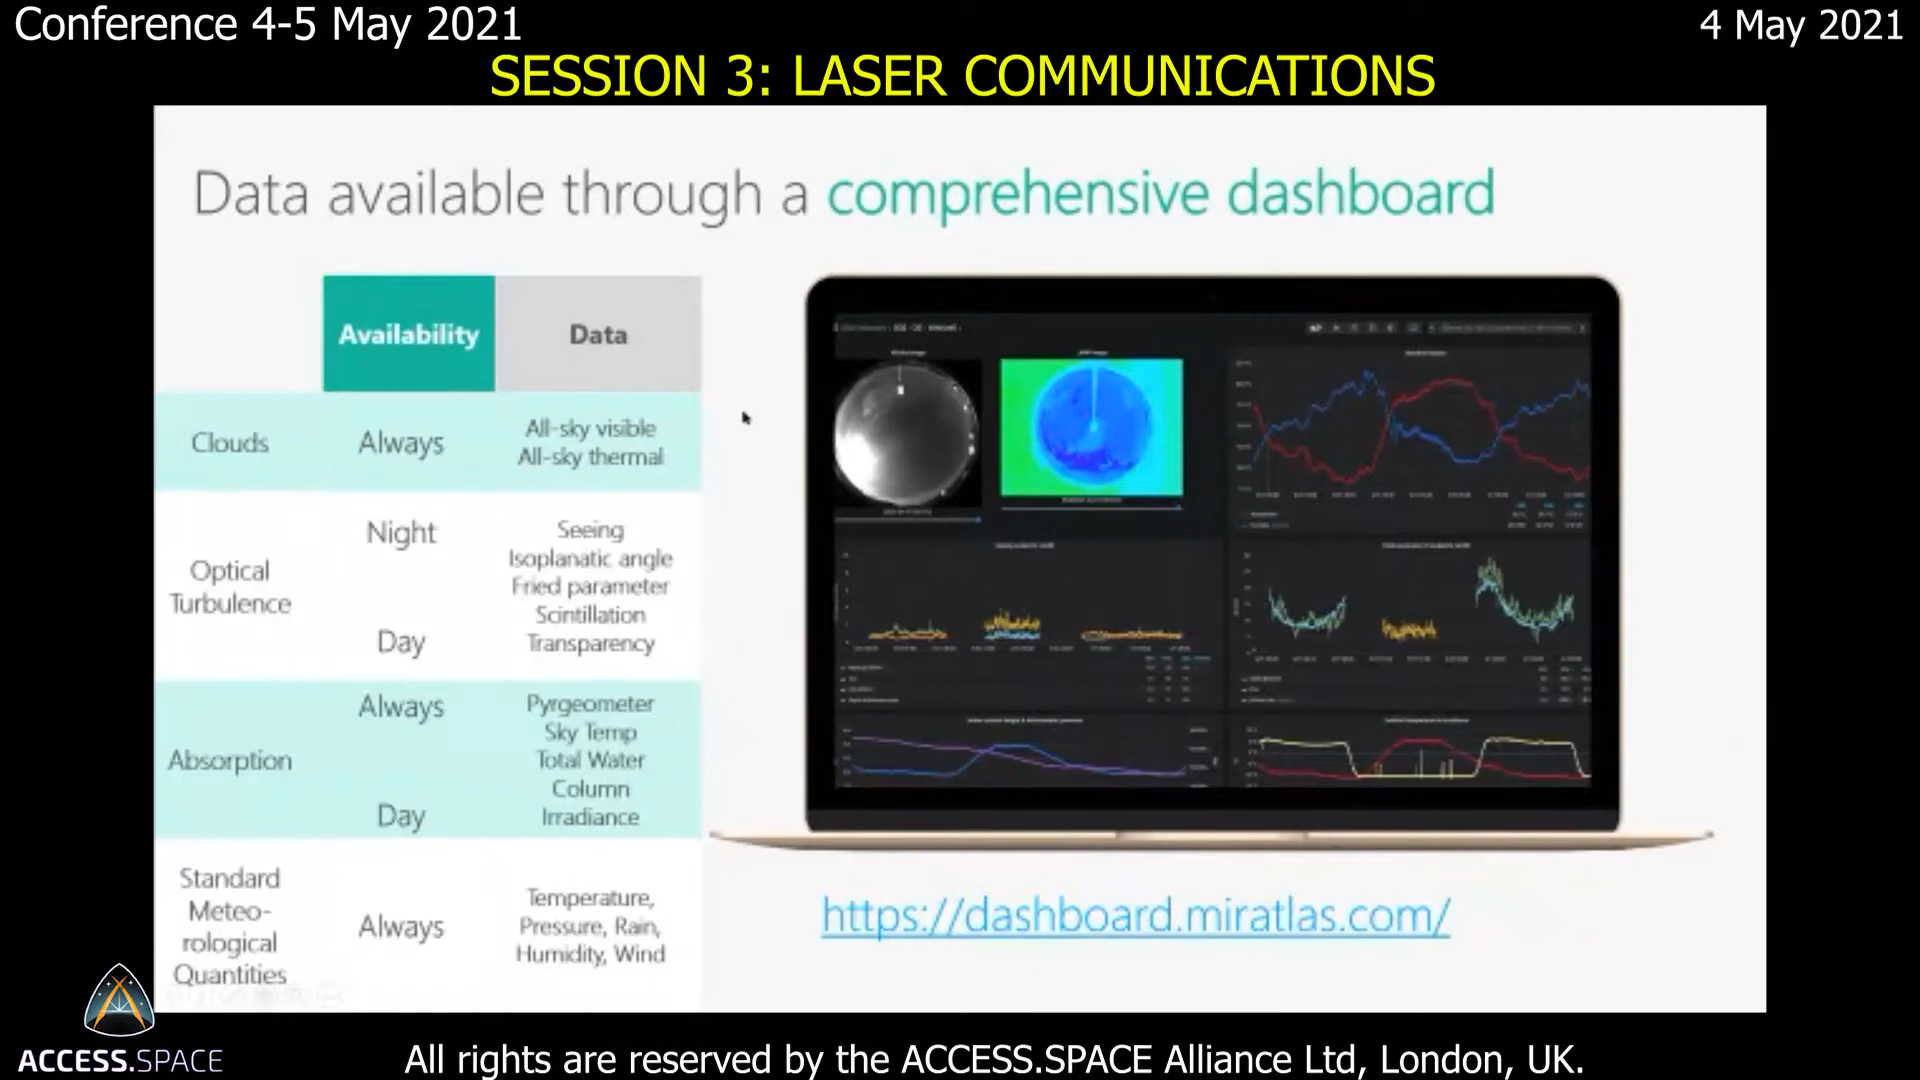 Conference 4-5 May 2021
4 May 2021
SESSION 3: LASER COMMUNICATIONS
Data available through a comprehensive dashboard
Availability
Data
Clouds
Always
All-sky visible
All-sky thermal
Optical
Turbulence
Night
Day
Seeing
Isoplanatic angle
Fried parameter
Scintillation
Transparency
Absorption
Always
Day
Pyrgeometer
Sky Temp
Total Water
Column
Irradiance
Standard
Meteo-
rological
Quantities
Always
Temperature,
Pressure, Rain,
Humidity, Wind
https://dashboard.miratlas.com/
ACCESS.SPACE
All rights are reserved by the ACCESS.SPACE Alliance Ltd, London, UK.